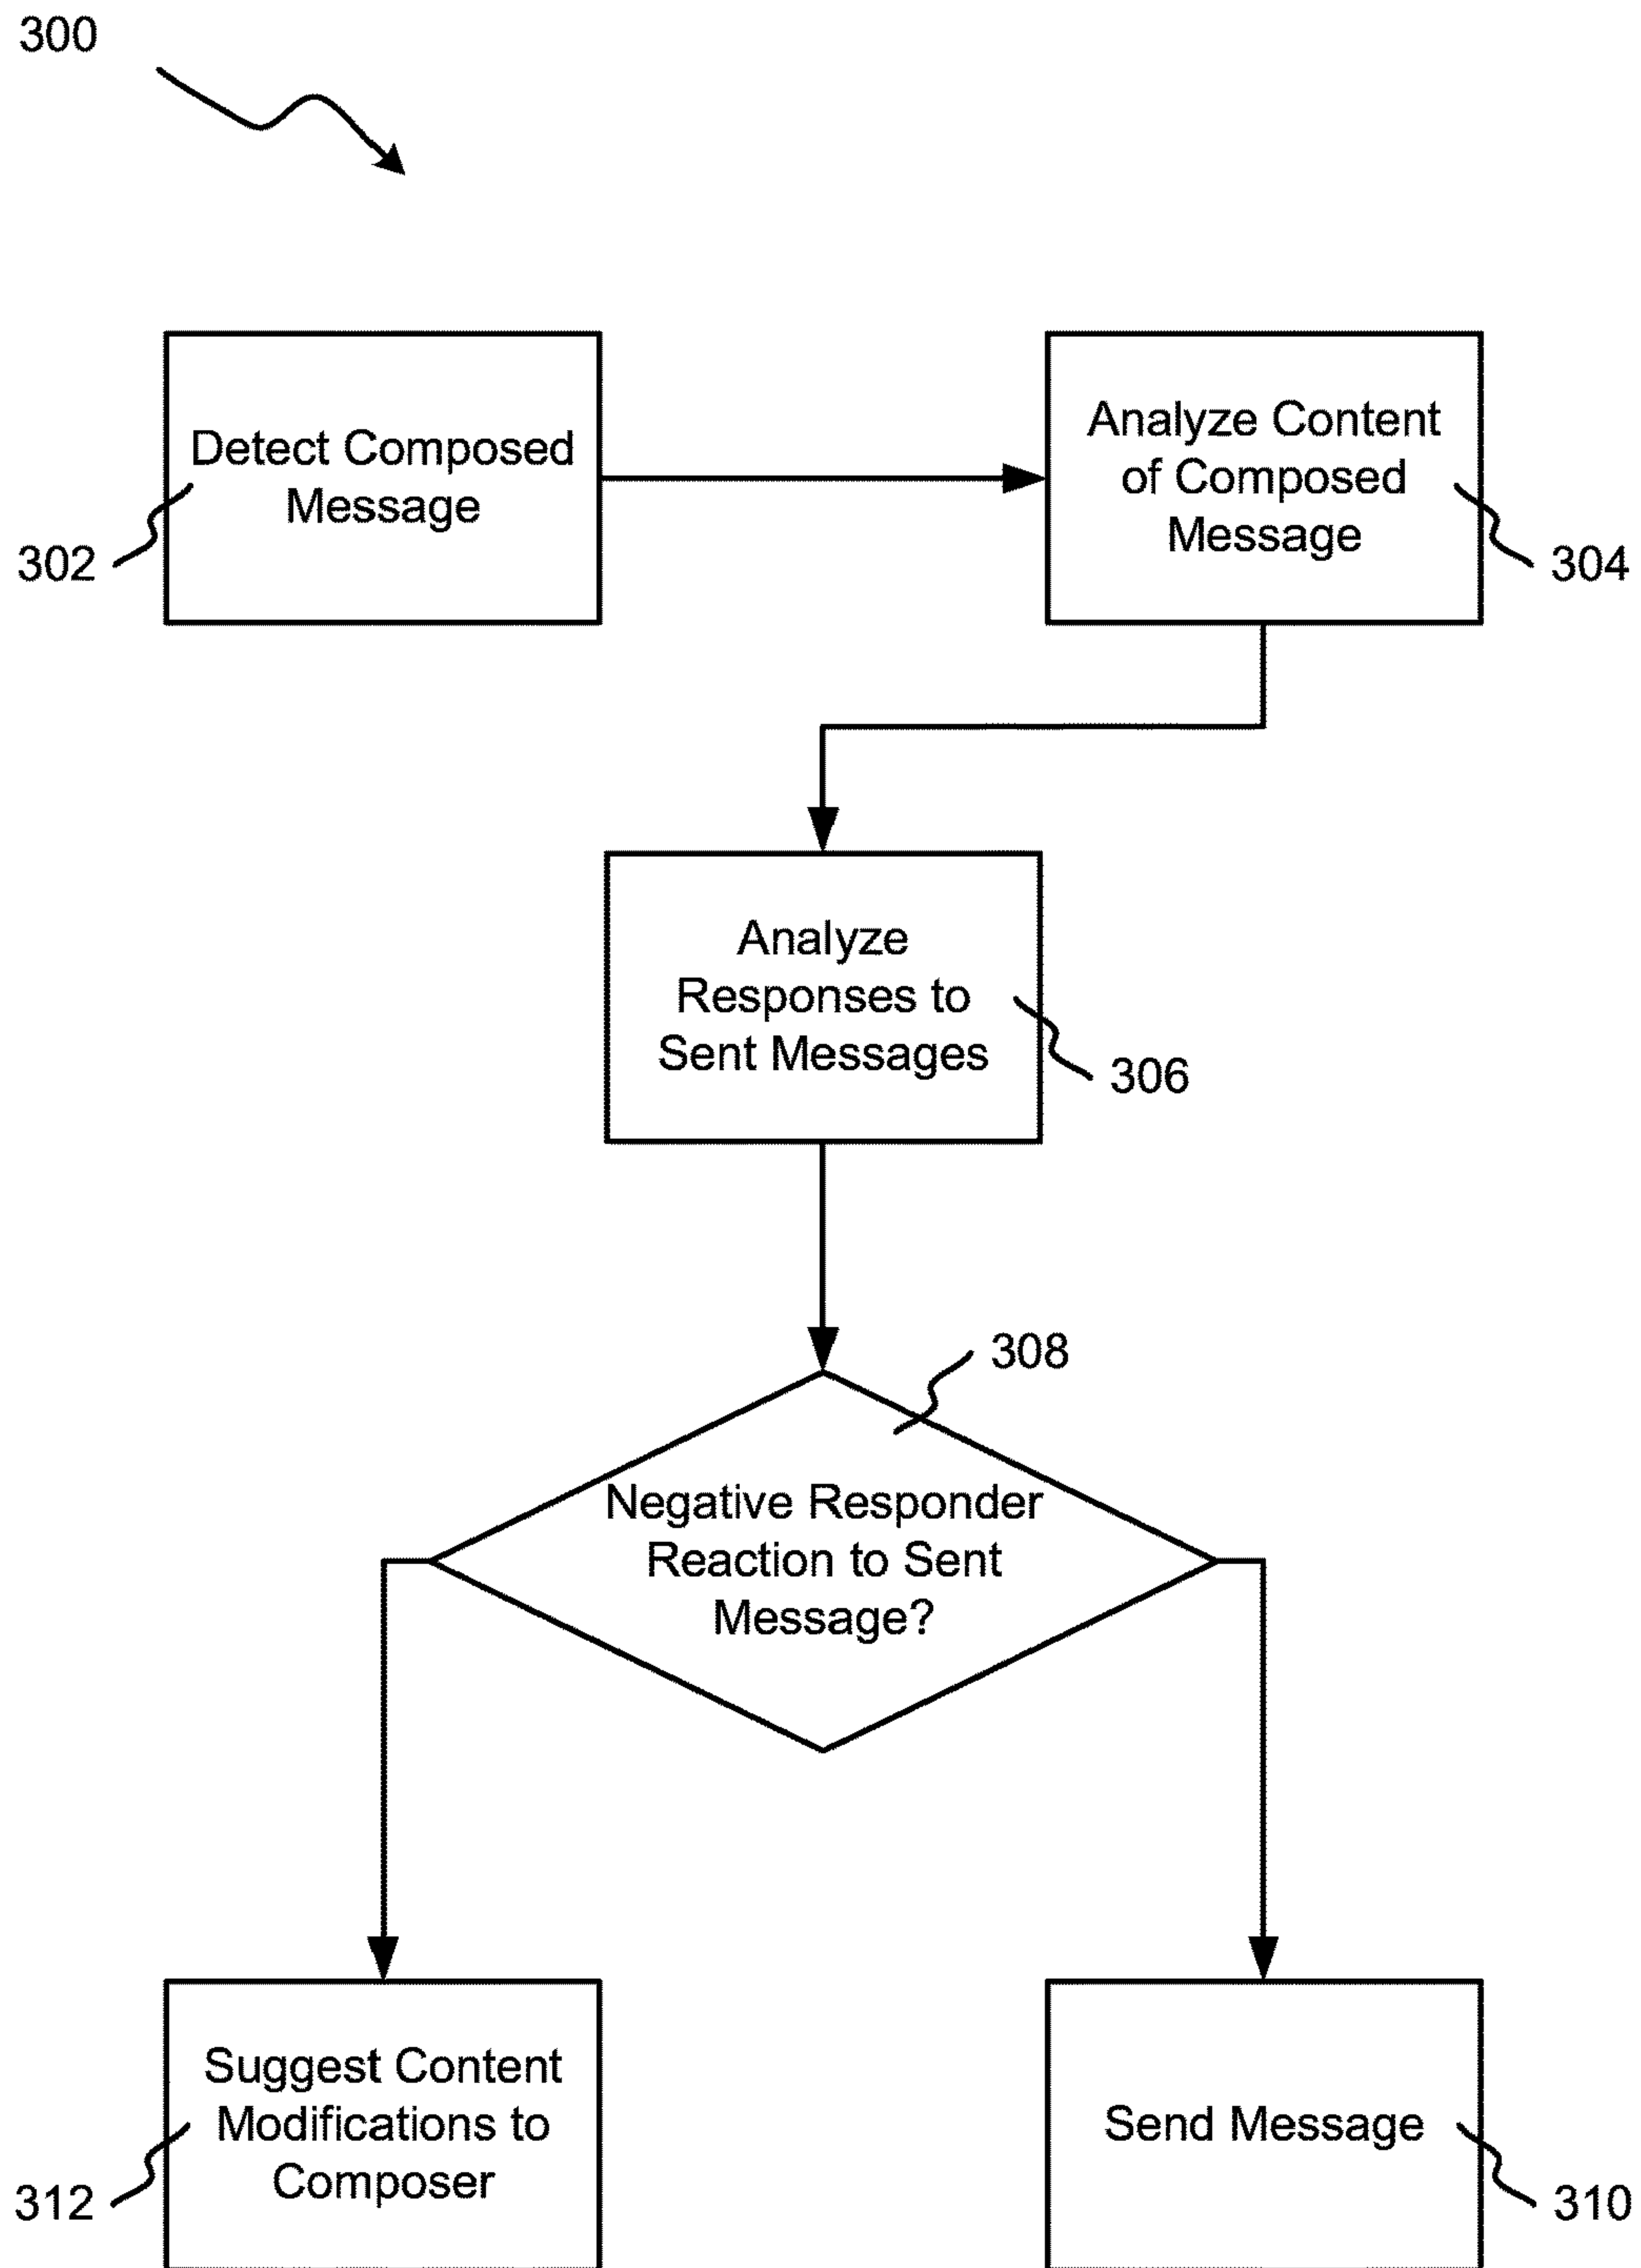 300
Detect Composed
Message
302
Analyze Content
of Composed
Message
304
Analyze
Responses to
Sent Messages
306
308
Negative Responder
Reaction to Sent
Message?
Suggest Content
Modifications to
Composer
312
Send Message
310